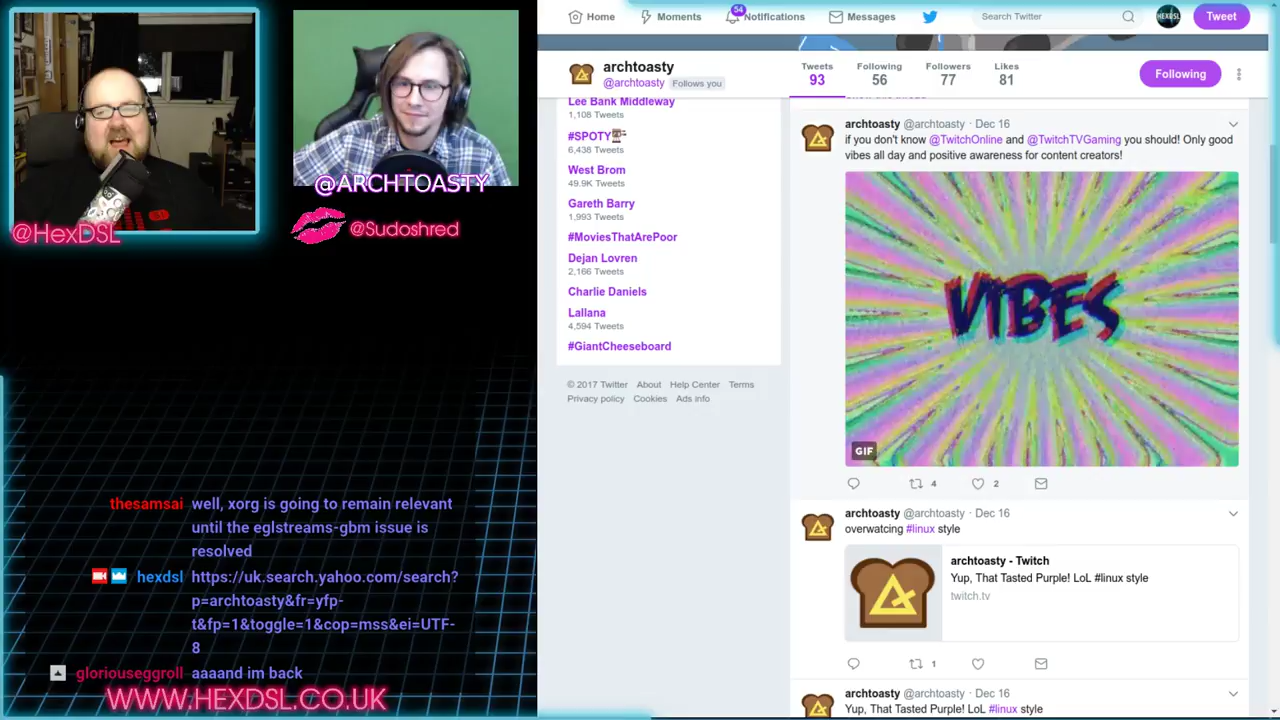 @HexDSL
@ARCHTOASTY
@Sudoshred
thesamsai well, xorg is going to remain relevant
until the eglstreams-gbm issue is
resolved
hexdsl https://uk.search.yahoo.com/search?
p=archtoasty&fr=yfp-
t&fp=1&toggle=1&cop=mss&ei=UTF-
8
gloriouseggroll aaaand im back
WWW.HEXDSL.CO.UK
Home Moments 54 Notifications Messages Search Twitter HEXDSL Tweet
archtoasty
@archtoasty Follows you
Tweets Following Followers Likes
93 56 77 81
Following
Lee Bank Middleway
1,108 Tweets
#SPOTY
6,438 Tweets
West Brom
49.9K Tweets
Gareth Barry
1,993 Tweets
#MoviesThatArePoor
Dejan Lovren
2,166 Tweets
Charlie Daniels
Lallana
4,594 Tweets
#GiantCheeseboard
© 2017 Twitter About Help Center Terms
Privacy policy Cookies Ads info
archtoasty @archtoasty · Dec 16
if you don't know @TwitchOnline and @TwitchTVGaming you should! Only good
vibes all day and positive awareness for content creators!
VIBES
GIF
4 2
archtoasty @archtoasty · Dec 16
overwatcing #linux style
archtoasty - Twitch
Yup, That Tasted Purple! LoL #linux style
twitch.tv
1
archtoasty @archtoasty · Dec 16
Yup, That Tasted Purple! LoL #linux style